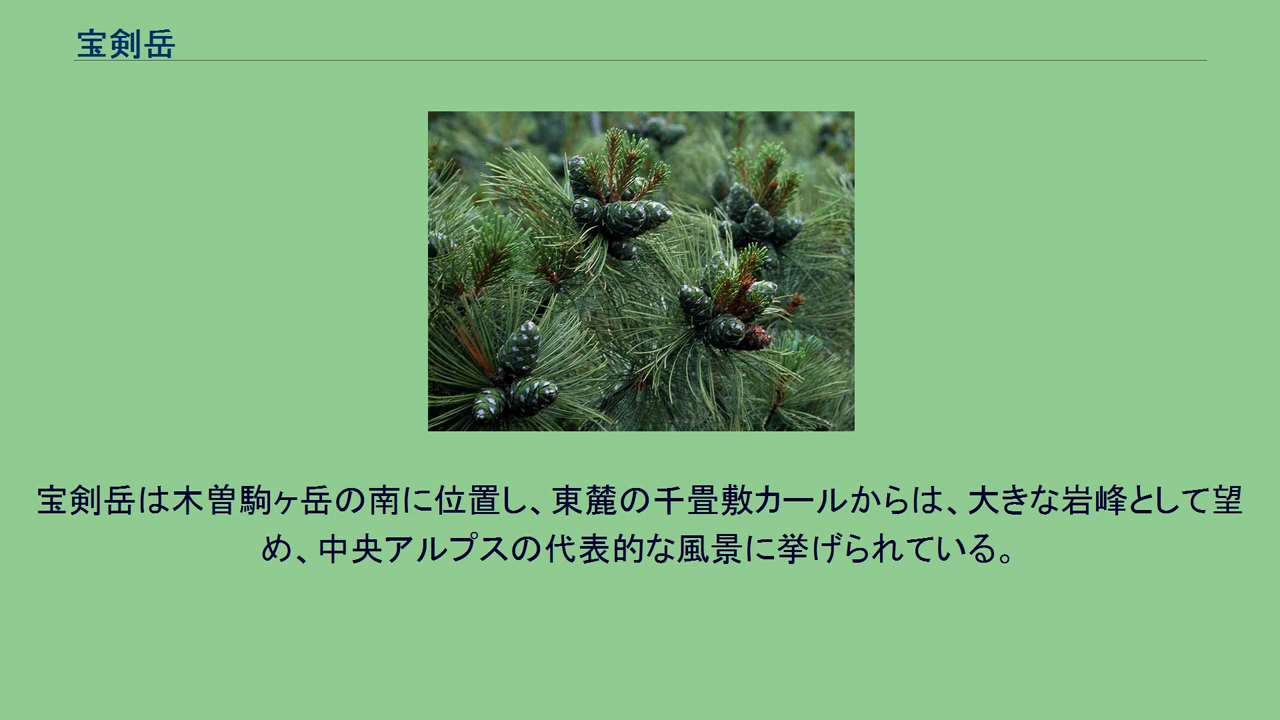 宝剣岳
宝剣岳は木曽駒ヶ岳の南に位置し、東麓の千畳敷カールからは、大きな岩峰として望
め、中央アルプスの代表的な風景に挙げられている。